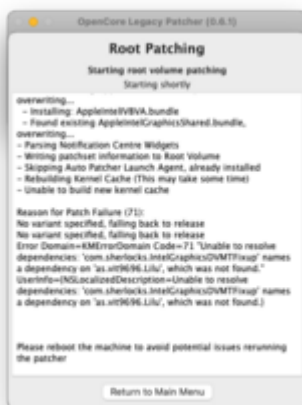 OpenCore Legacy Patcher (0.6.1)
Root Patching
Starting root volume patching
Starting shortly
overwriting...
- Installing: AppleIntelIVBVA.bundle
- Found existing AppleIntelGraphicsShared.bundle,
overwriting...
- Parsing Notification Centre Widgets
- Writing patchset information to Root Volume
- Skipping Auto Patcher Launch Agent, already installed
- Rebuilding Kernel Cache (This may take some time)
- Unable to build new kernel cache
Reason for Patch Failure (71):
No variant specified, falling back to release
No variant specified, falling back to release
Error Domain=KMErrorDomain Code=71 "Unable to resolve
dependencies: 'com.sherlocks.IntelGraphicsDVMTFixup' names
a dependency on 'as.vit9696.Lilu', which was not found."
UserInfo={NSLocalizedDescription=Unable to resolve
dependencies: 'com.sherlocks.IntelGraphicsDVMTFixup' names
a dependency on 'as.vit9696.Lilu', which was not found.}
Please reboot the machine to avoid potential issues rerunning
the patcher
Return to Main Menu